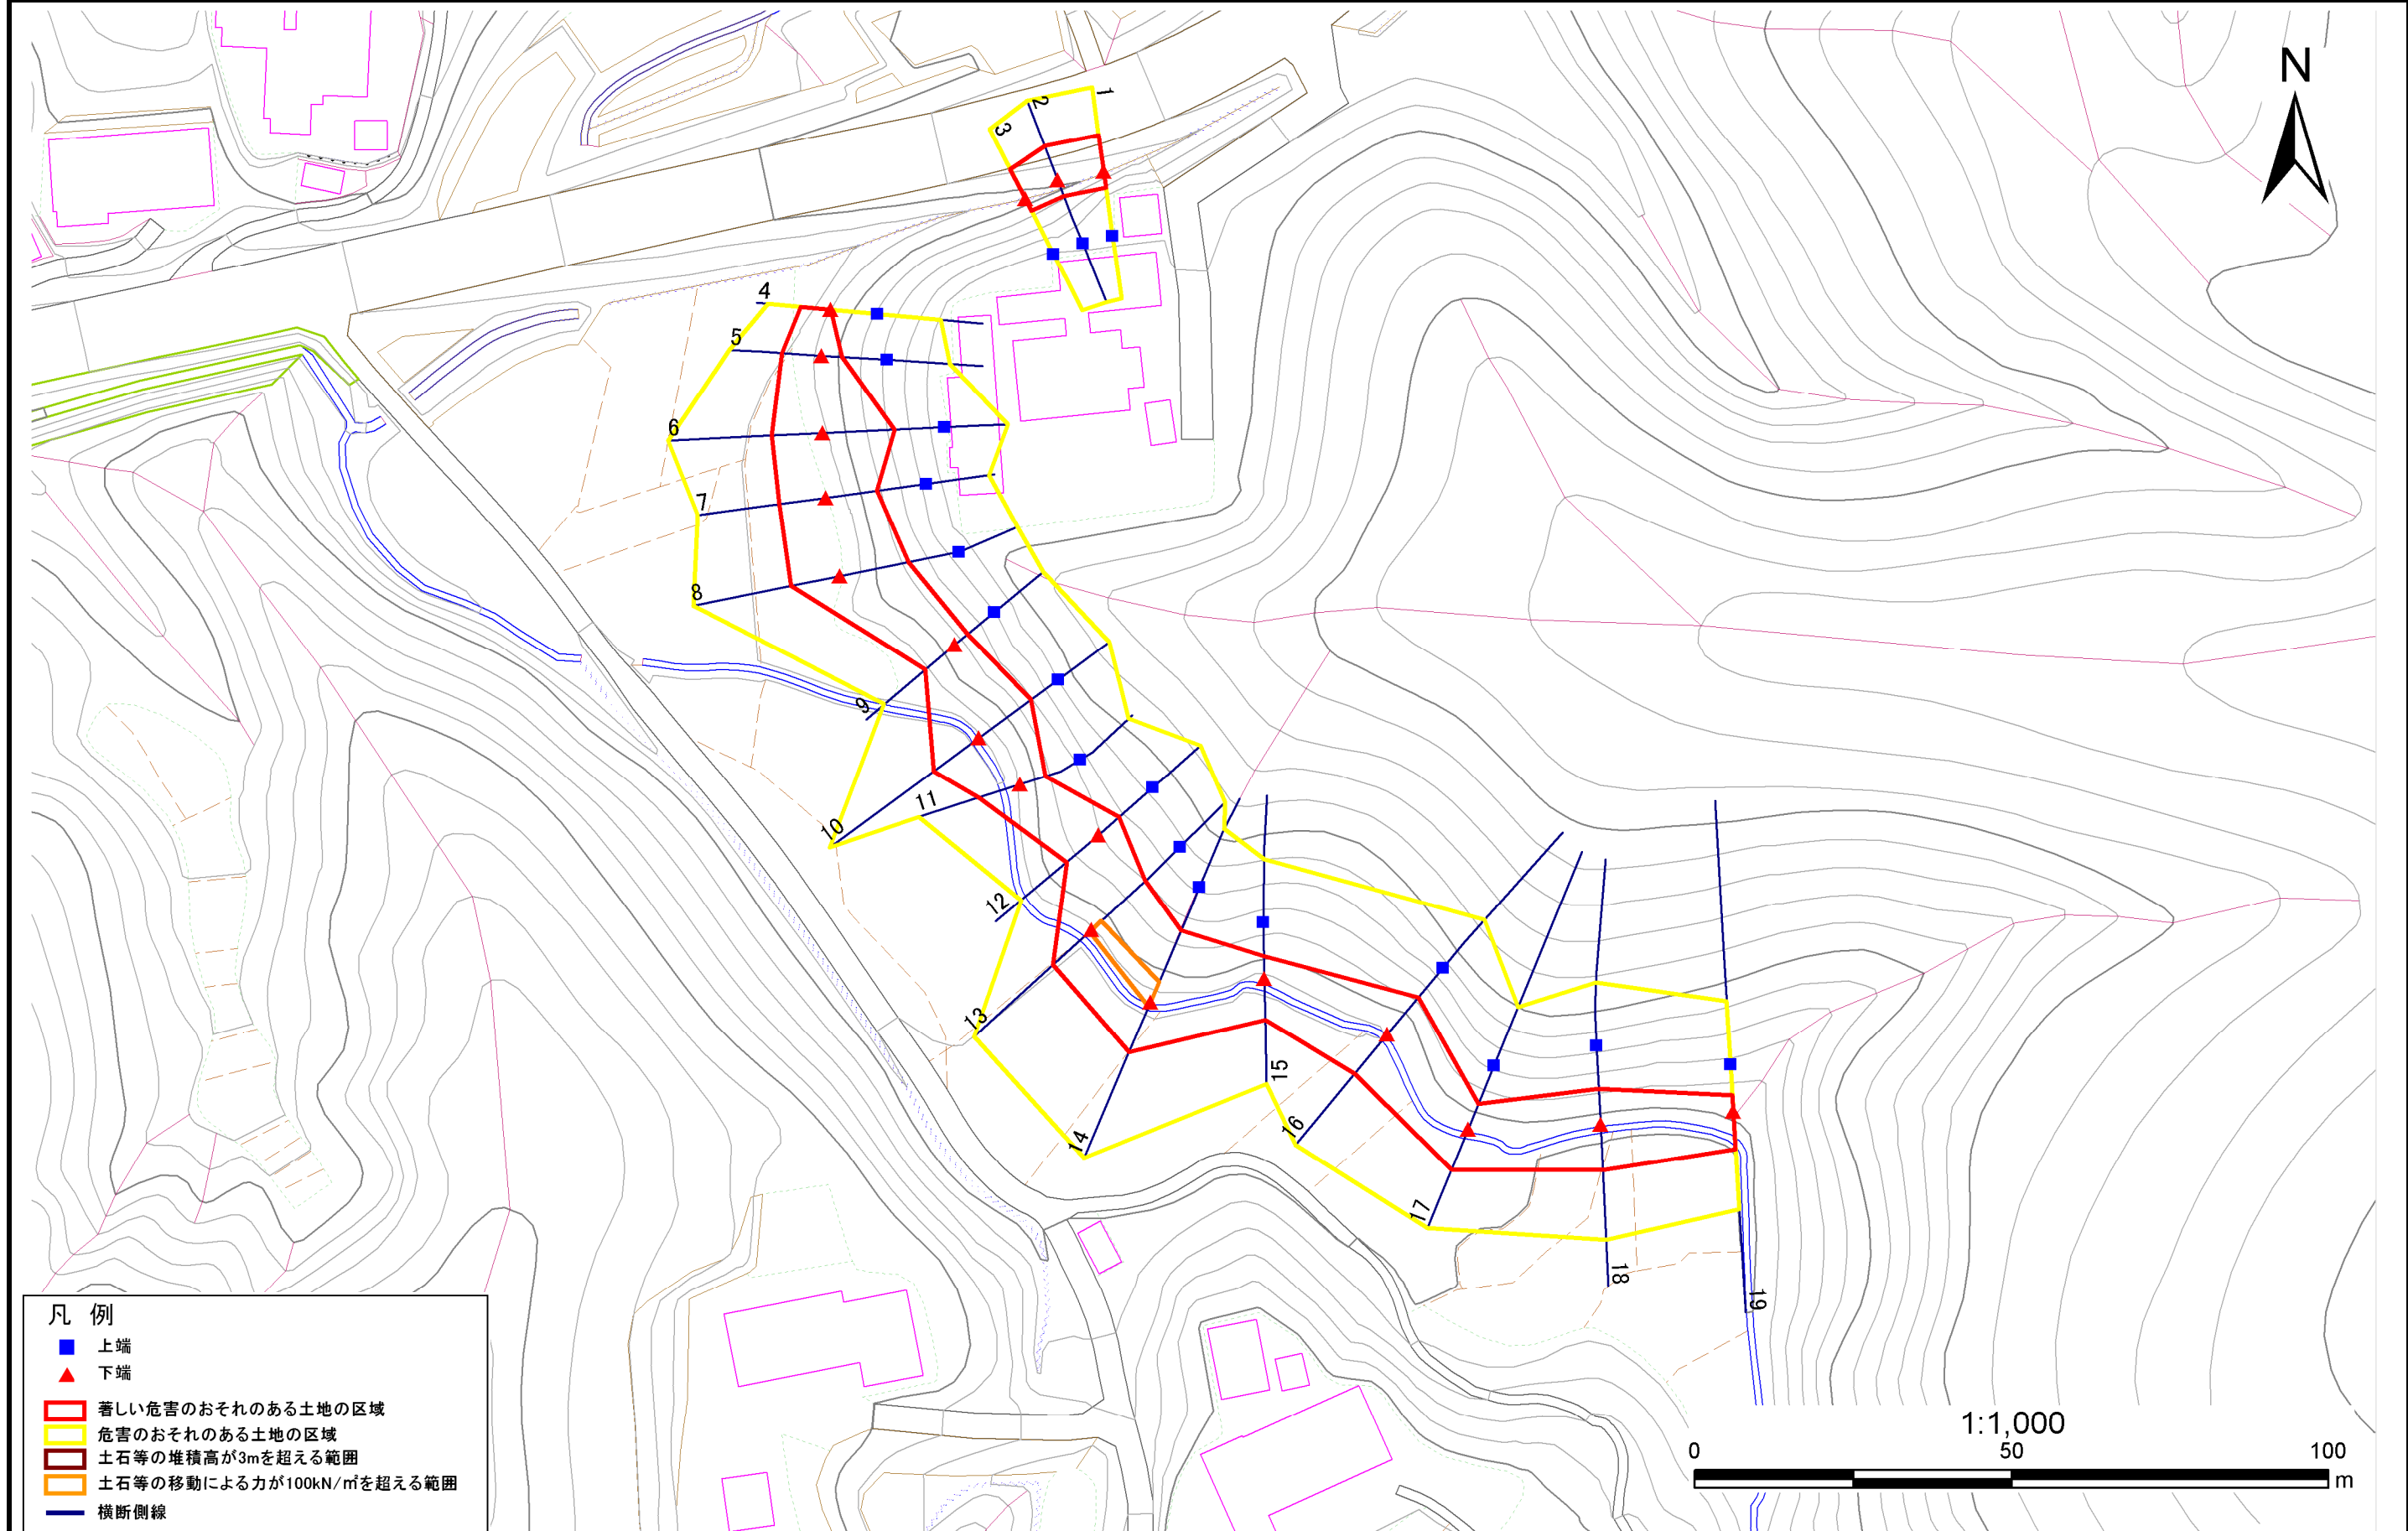 N
1
2
3
4
5
6
7
8
9
10
11
12
13
14
15
16
17
18
19
凡 例
上端
下端
著しい危害のおそれのある土地の区域
危害のおそれのある土地の区域
土石等の堆積高が3mを超える範囲
土石等の移動による力が100kN/㎡を超える範囲
横断側線
1:1,000
0 50 100
m